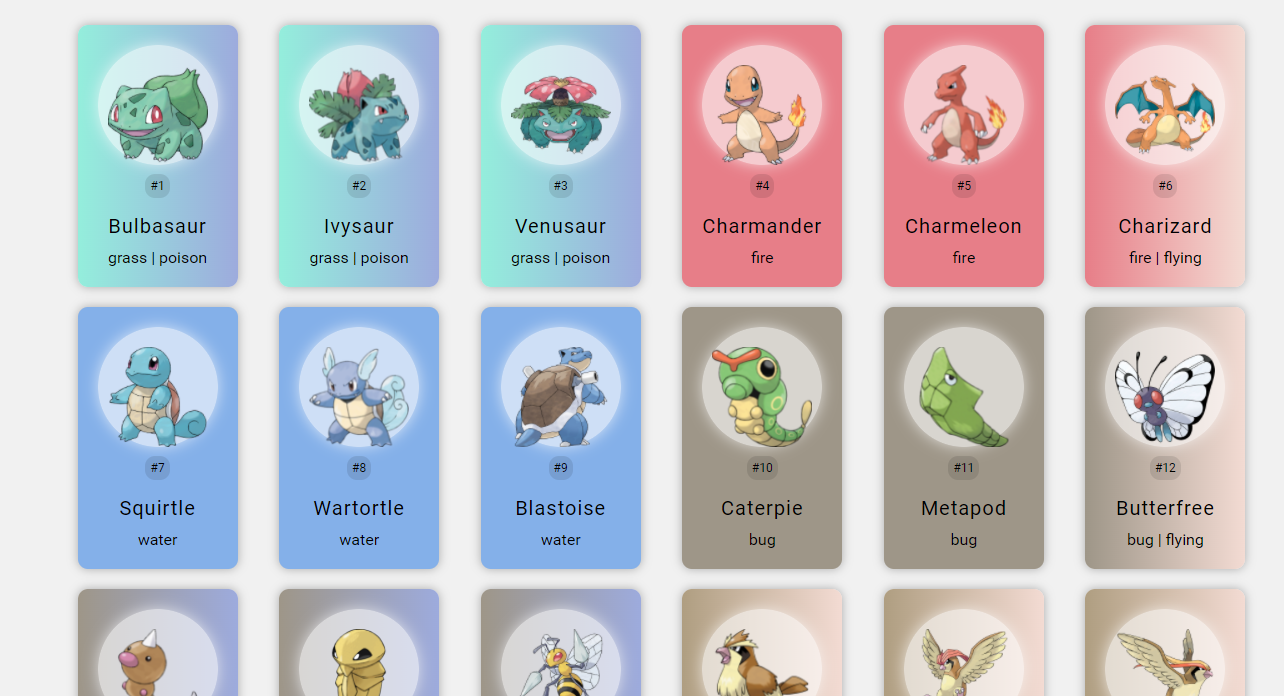 #1 #2 #3 #4 #5 #6
Bulbasaur Ivysaur Venusaur Charmander Charmeleon Charizard
grass | poison grass | poison grass | poison fire fire fire | flying
#7 #8 #9 #10 #11 #12
Squirtle Wartortle Blastoise Caterpie Metapod Butterfree
water water water bug bug bug | flying